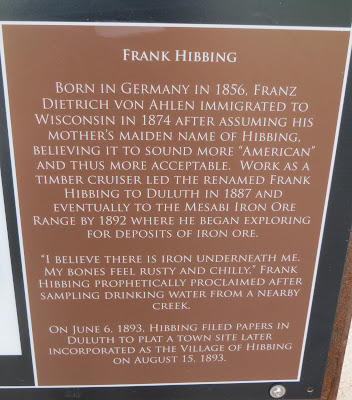 FRANK HIBBING
BORN IN GERMANY IN 1856, FRANZ
DIETRICH VON AHLEN IMMIGRATED TO
WISCONSIN IN 1874 AFTER ASSUMING HIS
MOTHER'S MAIDEN NAME OF HIBBING,
BELIEVING IT TO SOUND MORE "AMERICAN"
AND THUS MORE ACCEPTABLE. WORK AS A
TIMBER CRUISER LED THE RENAMED FRANK
HIBBING TO DULUTH IN 1887 AND
EVENTUALLY TO THE MESABI IRON ORE
RANGE BY 1892 WHERE HE BEGAN EXPLORING
FOR DEPOSITS OF IRON ORE.
"I BELIEVE THERE IS IRON UNDERNEATH ME.
MY BONES FEEL RUSTY AND CHILLY," FRANK
HIBBING PROPHETICALLY PROCLAIMED AFTER
SAMPLING DRINKING WATER FROM A NEARBY
CREEK.
ON JUNE 6, 1893, HIBBING FILED PAPERS IN
DULUTH TO PLAT A TOWN SITE LATER
INCORPORATED AS THE VILLAGE OF HIBBING
ON AUGUST 15, 1893.